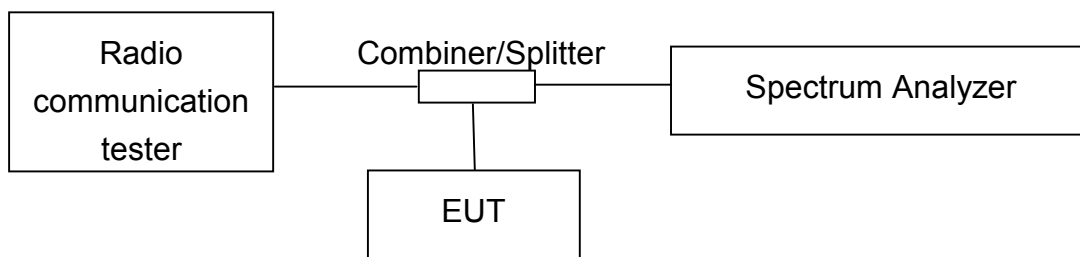 Radio
communication
tester
Combiner/Splitter
Spectrum Analyzer
EUT